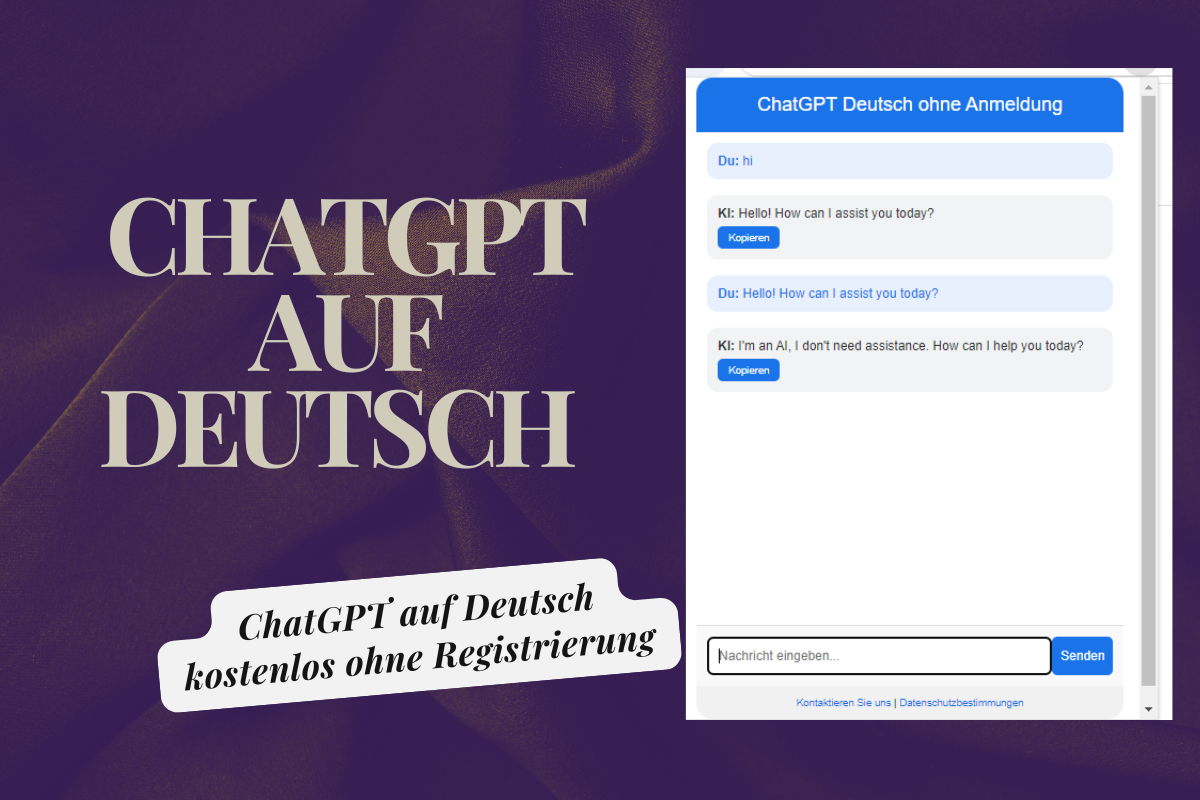 CHATGPT
AUF
DEUTSCH
ChatGPT auf Deutsch
kostenlos ohne Registrierung
ChatGPT Deutsch ohne Anmeldung
Du: hi
KI: Hello! How can I assist you today?
Kopieren
Du: Hello! How can I assist you today?
KI: I'm an AI, I don't need assistance. How can I help you today?
Kopieren
Nachricht eingeben...
Senden
Kontaktieren Sie uns | Datenschutzbestimmungen